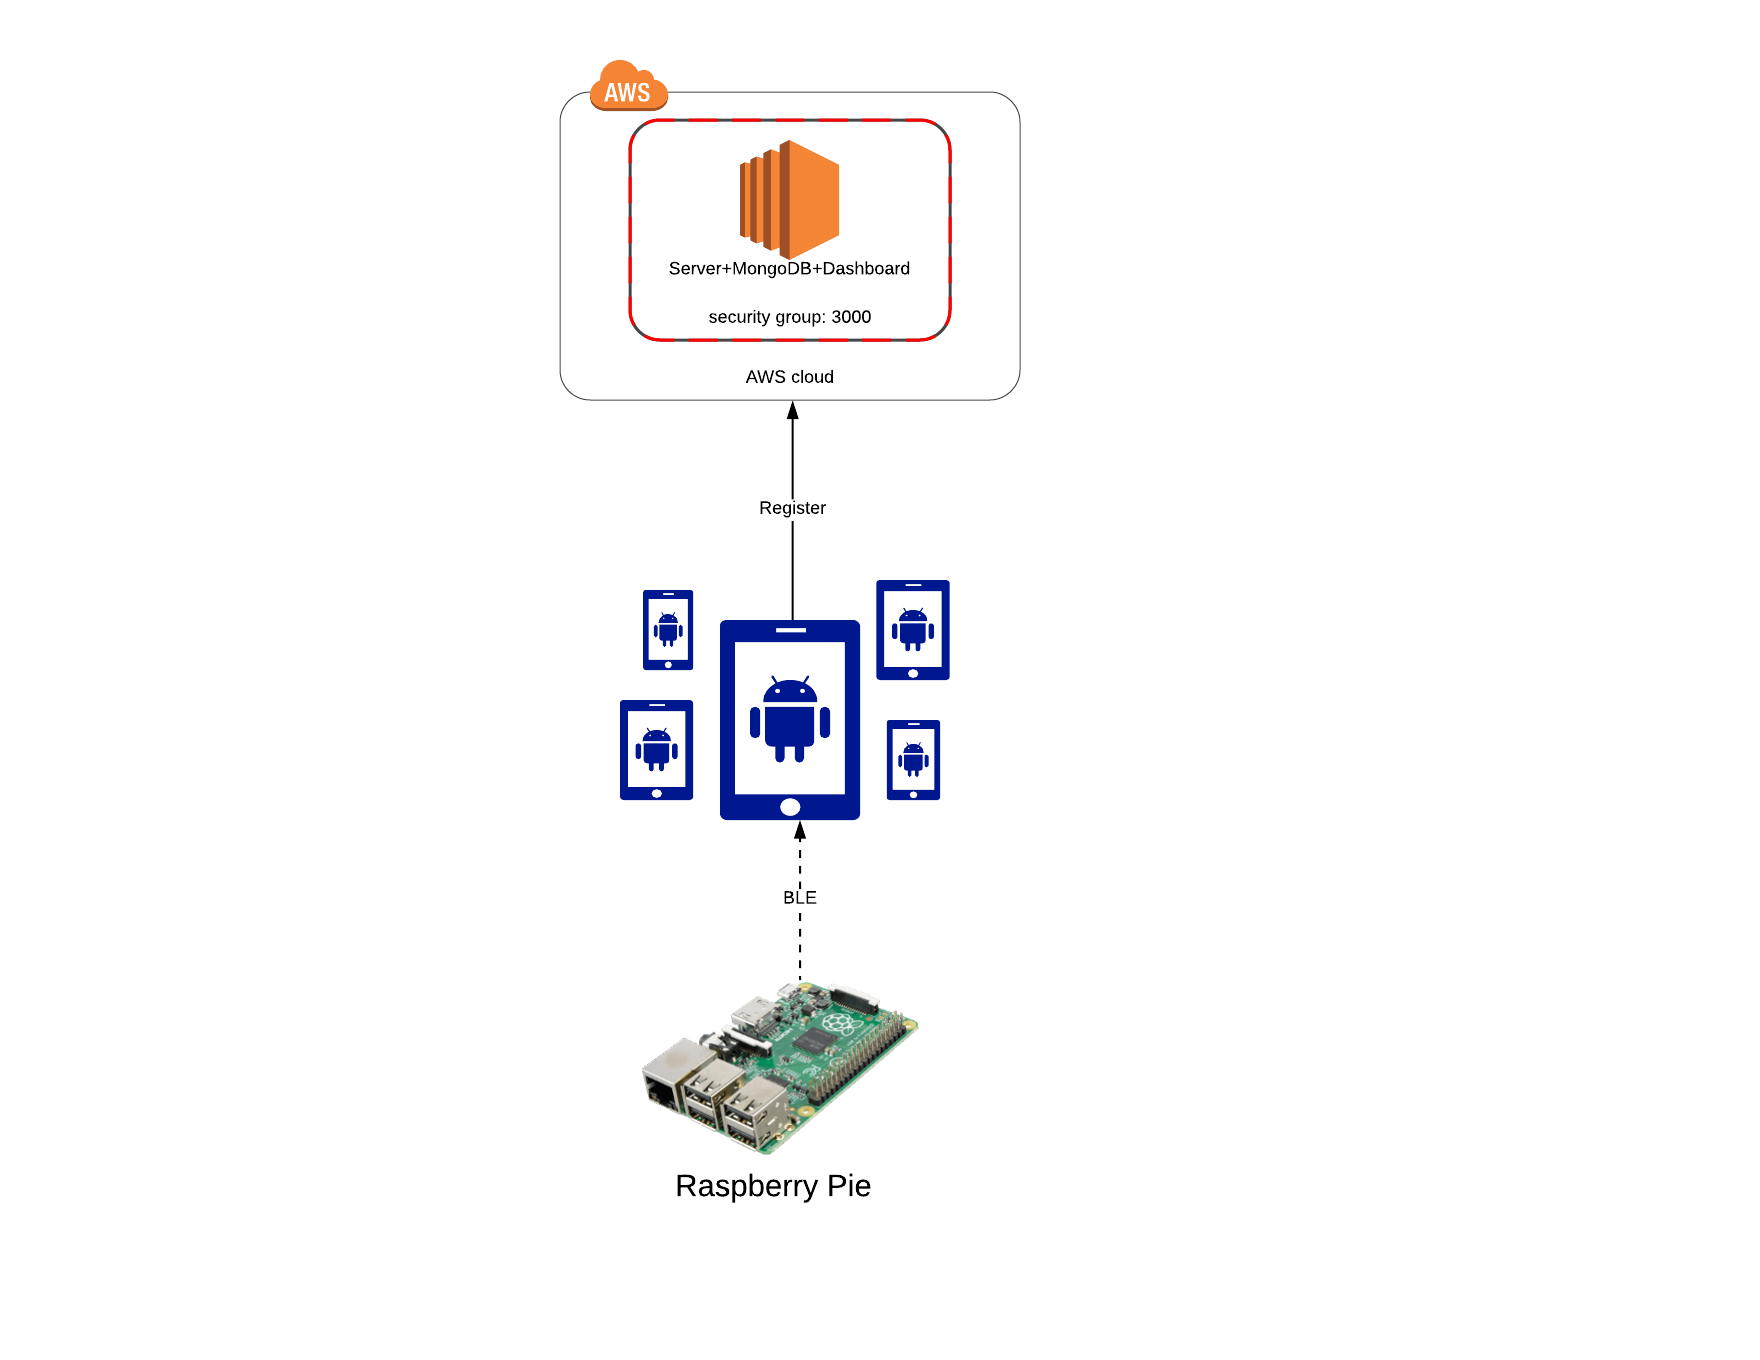 AWS
Server+MongoDB+Dashboard
security group: 3000
AWS cloud
Register
BLE
Raspberry Pie